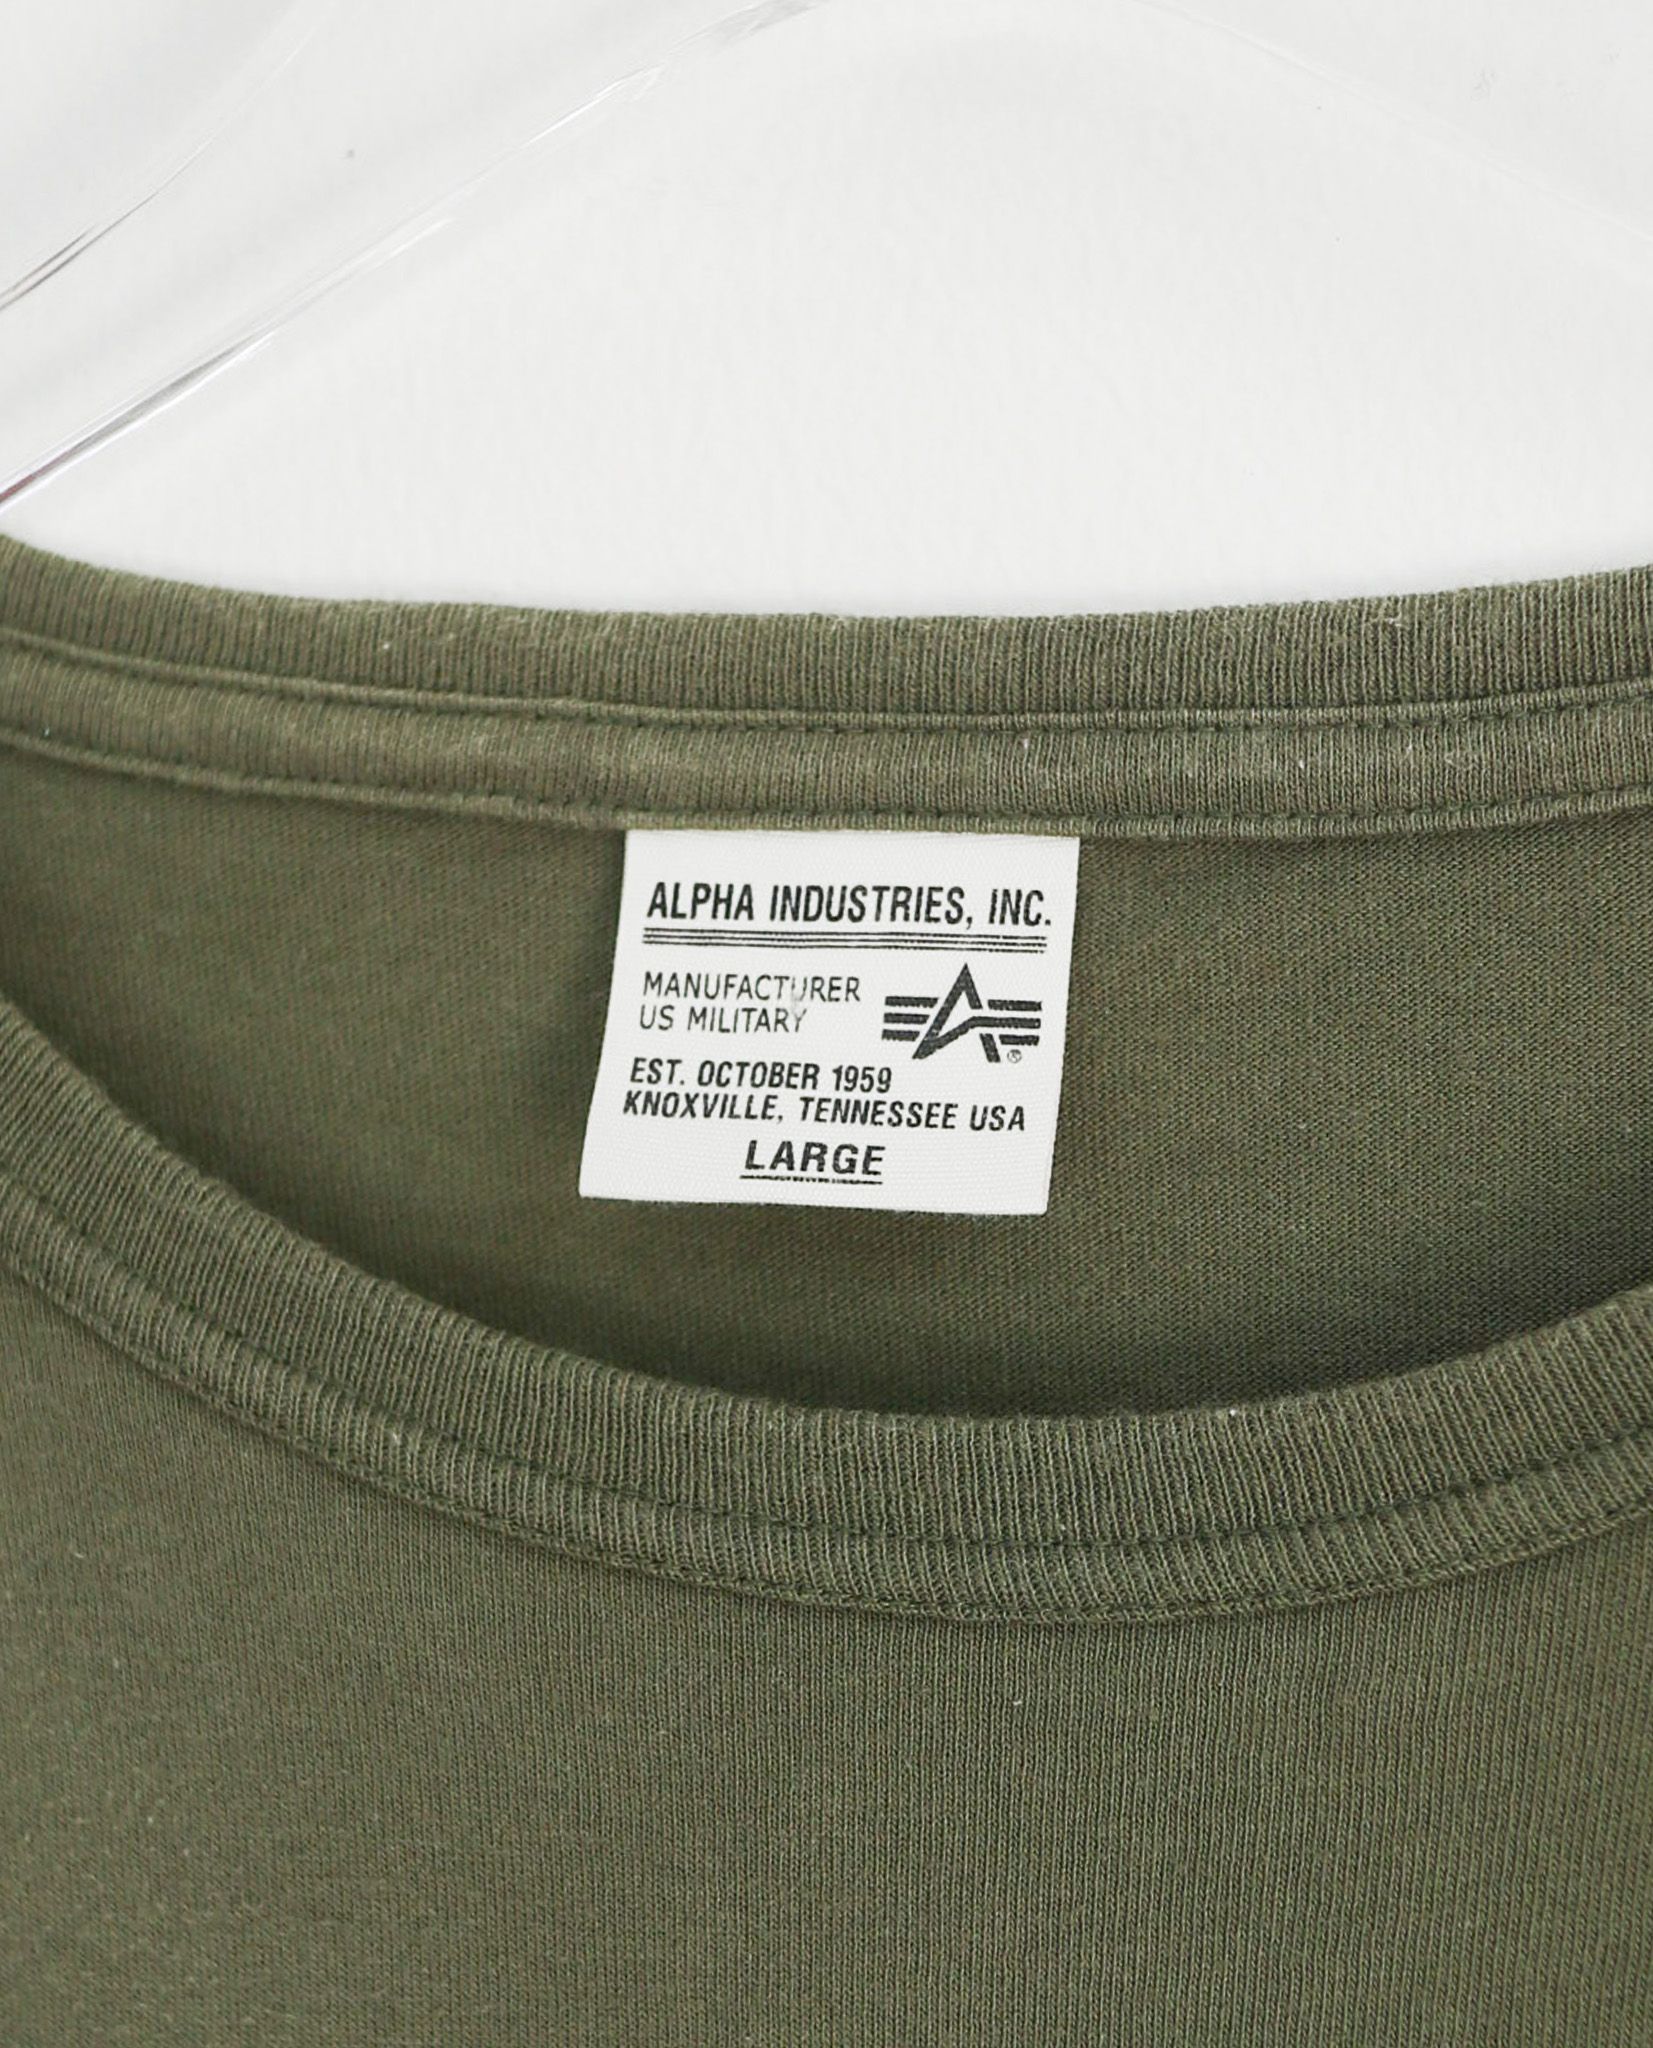 ALPHA INDUSTRIES, INC.
MANUFACTURER
US MILITARY
®
EST. OCTOBER 1959
KNOXVILLE, TENNESSEE USA
LARGE